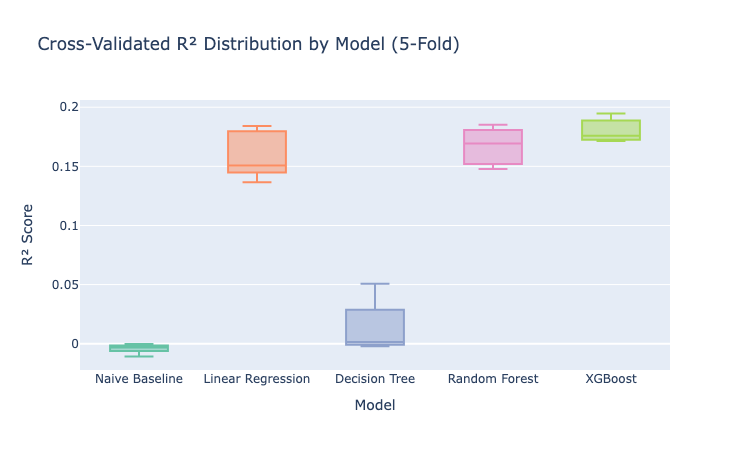 Cross-Validated R² Distribution by Model (5-Fold)
0.2
0.15
0.1
0.05
0
R² Score
Naive Baseline
Linear Regression
Decision Tree
Random Forest
XGBoost
Model